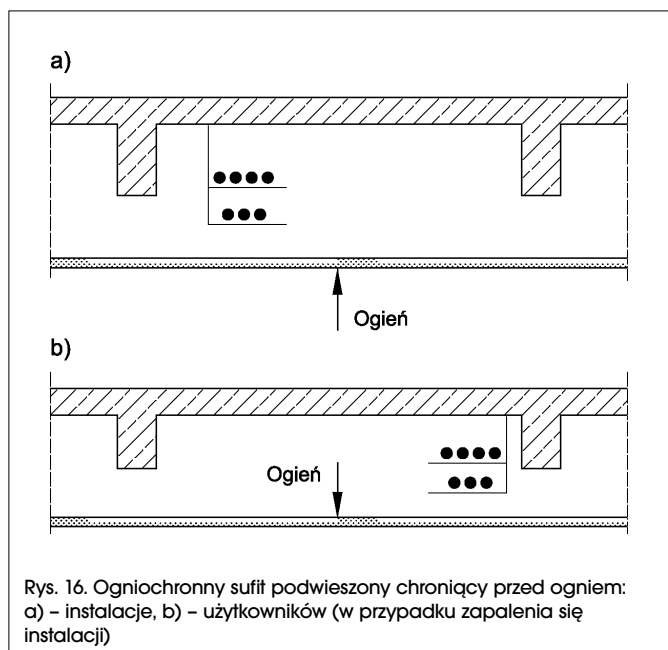 a)
Ogień
b)
Ogień
Rys. 16. Ogniochronny sufit podwieszony chroniący przed ogniem:
a) – instalacje, b) – użytkowników (w przypadku zapalenia się
instalacji)